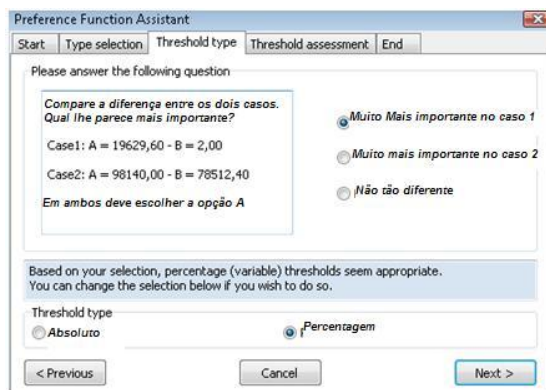 Preference Function Assistant
Start Type selection Threshold type Threshold assessment End
Please answer the following question
Compare a diferença entre os dois casos.
Qual lhe parece mais importante?
Case1: A = 19629,60 - B = 2,00
Case2: A = 98140,00 - B = 78512,40
Em ambos deve escolher a opção A
Muito Mais importante no caso 1
Muito mais importante no caso 2
Não tão diferente
Based on your selection, percentage (variable) thresholds seem appropriate.
You can change the selection below if you wish to do so.
Threshold type
Absoluto
Percentagem
< Previous
Cancel
Next >